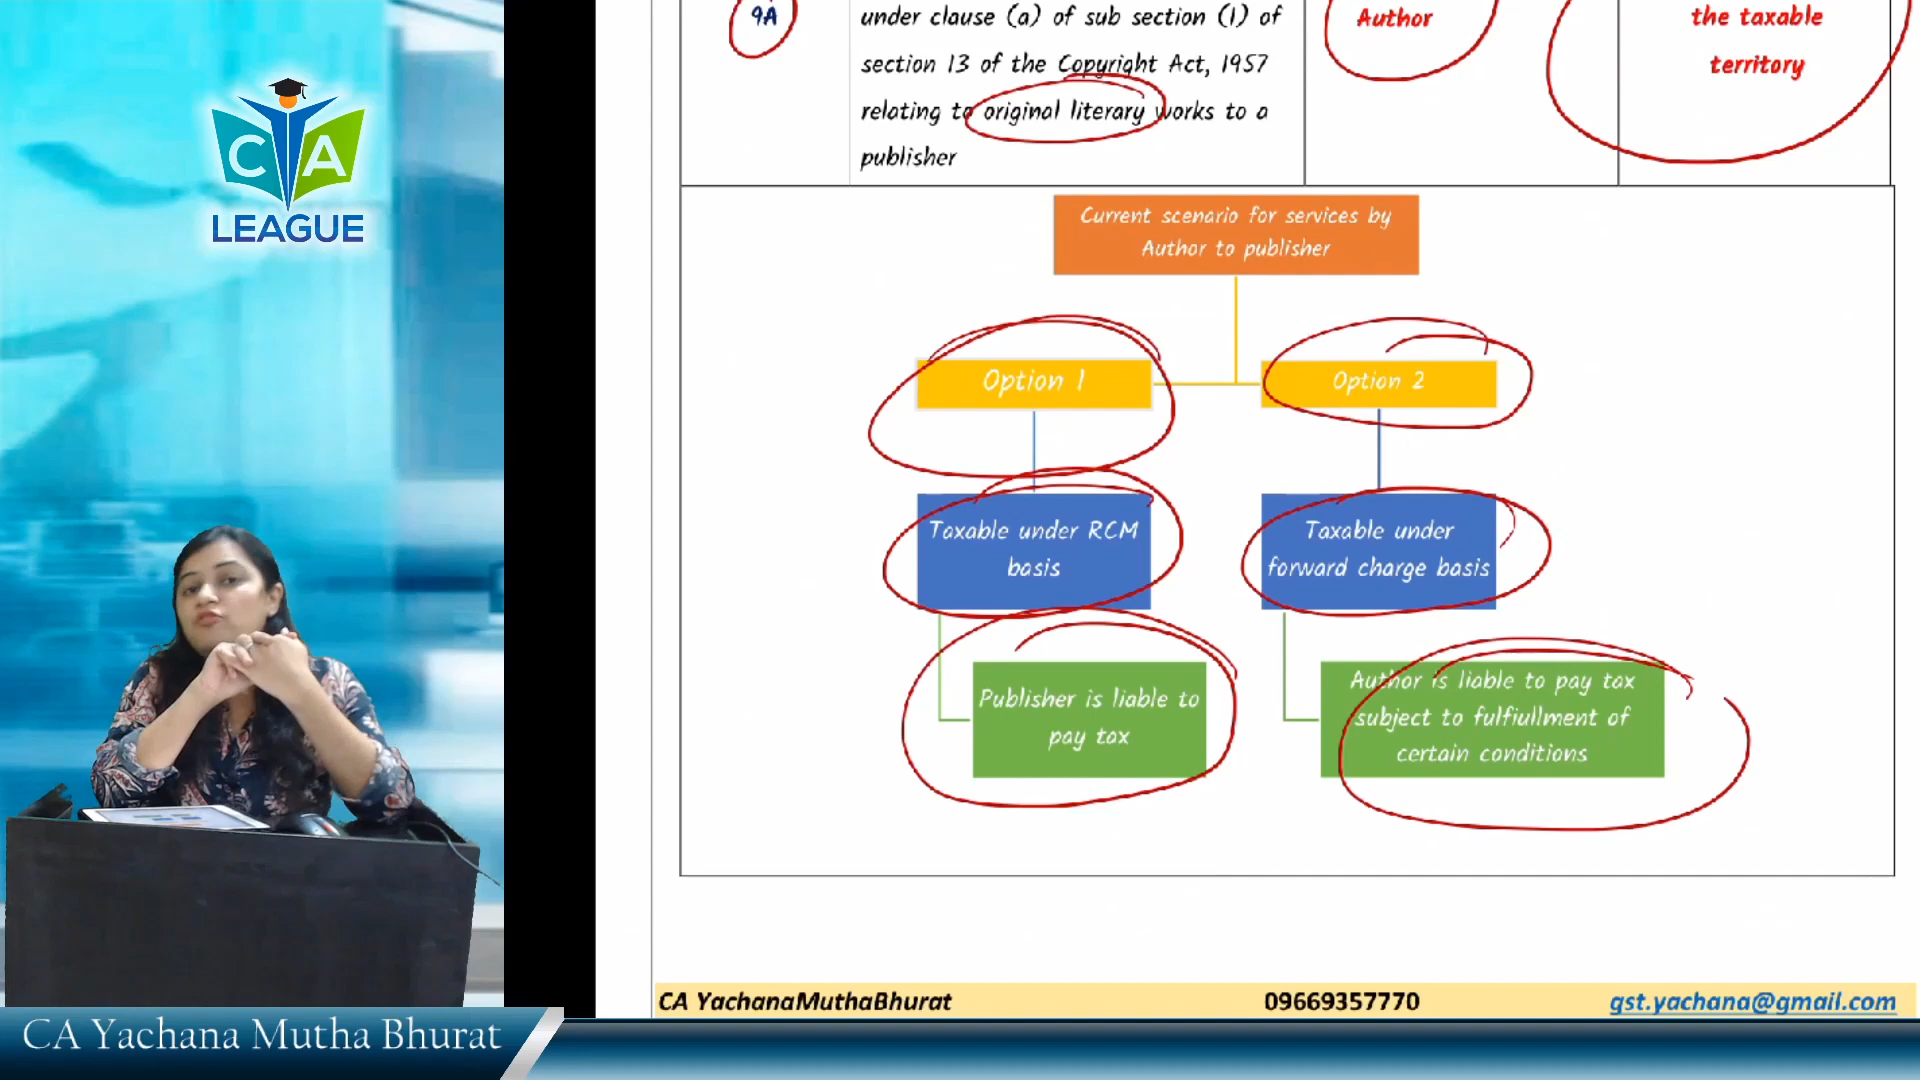 C A
LEAGUE
9A
under clause (a) of sub section (1) of
section 13 of the Copyright Act, 1957
relating to original literary works to a
publisher
Author
the taxable
territory
Current scenario for services by
Author to publisher
Option 1
Option 2
Taxable under RCM
basis
Taxable under
forward charge basis
Publisher is liable to
pay tax
Author is liable to pay tax
subject to fulfiullment of
certain conditions
CA YachanaMuthaBhurat
09669357770
gst.yachana@gmail.com
CA Yachana Mutha Bhurat